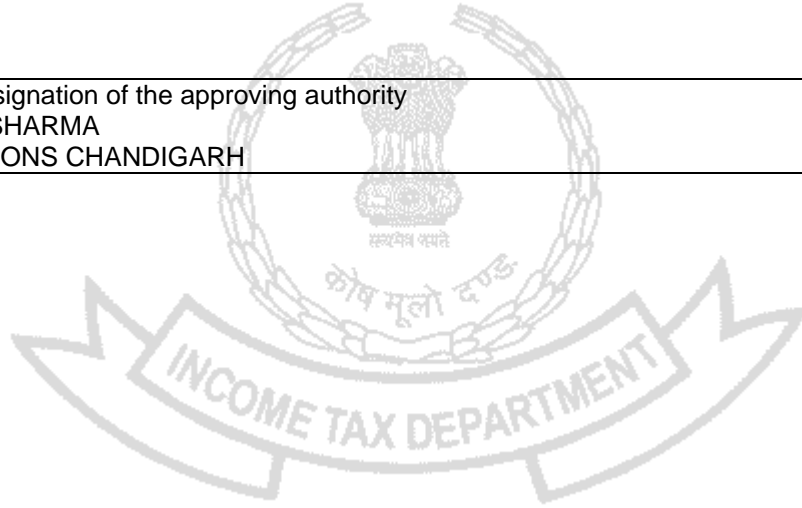 signation of the approving authority
SHARMA
ONS CHANDIGARH
सत्यमेव जयते
कोष मूलो दण्डः
INCOME TAX DEPARTMENT